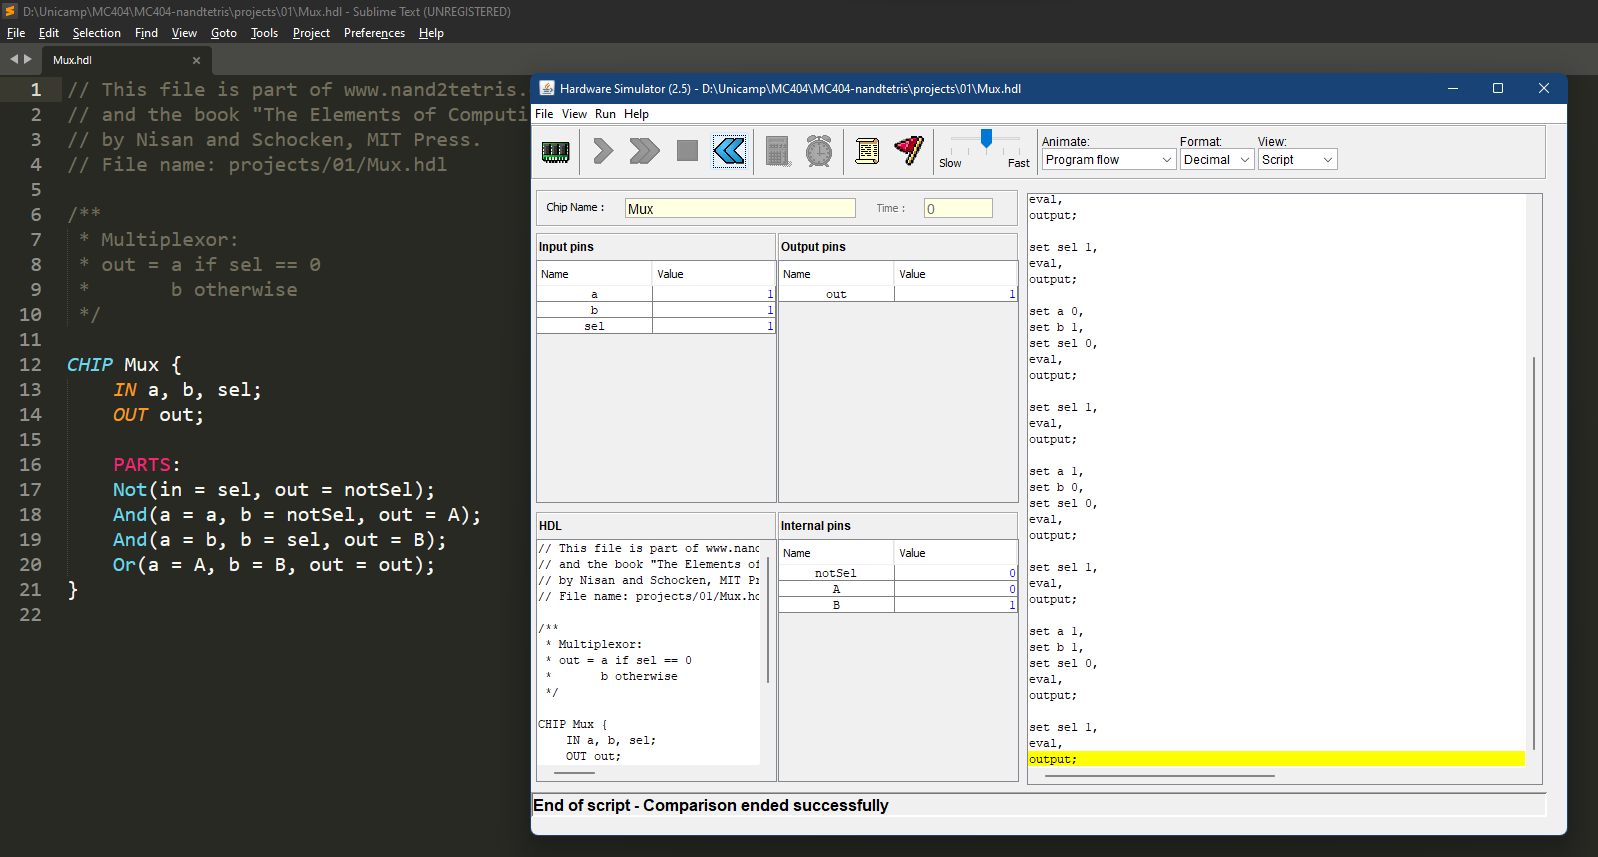 D:\Unicamp\MC404\MC404-nandtetris\projects\01\Mux.hdl - Sublime Text (UNREGISTERED)
File Edit Selection Find View Goto Tools Project Preferences Help
Mux.hdl ×
1 // This file is part of www.nand2tetris.
2 // and the book "The Elements of Computi
3 // by Nisan and Schocken, MIT Press.
4 // File name: projects/01/Mux.hdl
5
6 /**
7 * Multiplexor:
8 * out = a if sel == 0
9 *       b otherwise
10 */
11
12 CHIP Mux {
13 IN a, b, sel;
14 OUT out;
15
16 PARTS:
17 Not(in = sel, out = notSel);
18 And(a = a, b = notSel, out = A);
19 And(a = b, b = sel, out = B);
20 Or(a = A, b = B, out = out);
21 }
22
Hardware Simulator (2.5) - D:\Unicamp\MC404\MC404-nandtetris\projects\01\Mux.hdl
File View Run Help
Slow Fast
Animate: Format: View:
Program flow Decimal Script
Chip Name : Mux Time : 0
Input pins
Name Value
a 1
b 1
sel 1
Output pins
Name Value
out 1
HDL
// This file is part of www.nand
// and the book "The Elements of
// by Nisan and Schocken, MIT Pr
// File name: projects/01/Mux.hd
/**
* Multiplexor:
* out = a if sel == 0
*       b otherwise
*/
CHIP Mux {
IN a, b, sel;
OUT out;
Internal pins
Name Value
notSel 0
A 0
B 1
eval,
output;
set sel 1,
eval,
output;
set a 0,
set b 1,
set sel 0,
eval,
output;
set sel 1,
eval,
output;
set a 1,
set b 0,
set sel 0,
eval,
output;
set sel 1,
eval,
output;
set a 1,
set b 1,
set sel 0,
eval,
output;
set sel 1,
eval,
output;
End of script - Comparison ended successfully